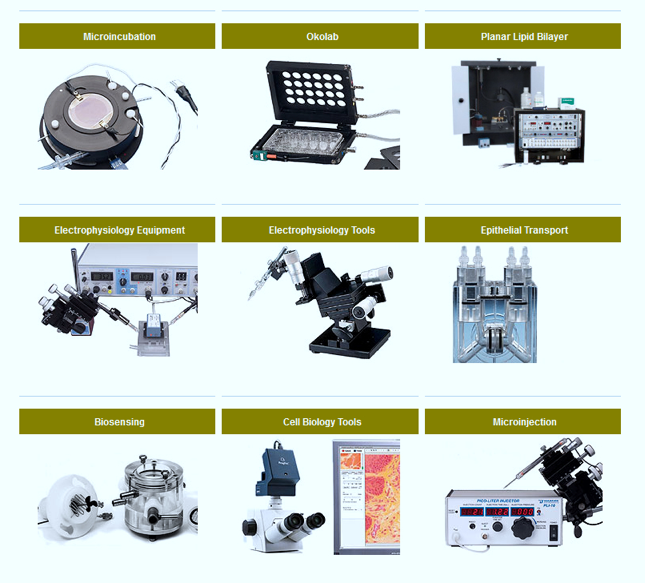 Microincubation
Okolab
Planar Lipid Bilayer
Electrophysiology Equipment
Electrophysiology Tools
Epithelial Transport
Biosensing
Cell Biology Tools
Microinjection
PICO-LITER INJECTOR
PLI-10